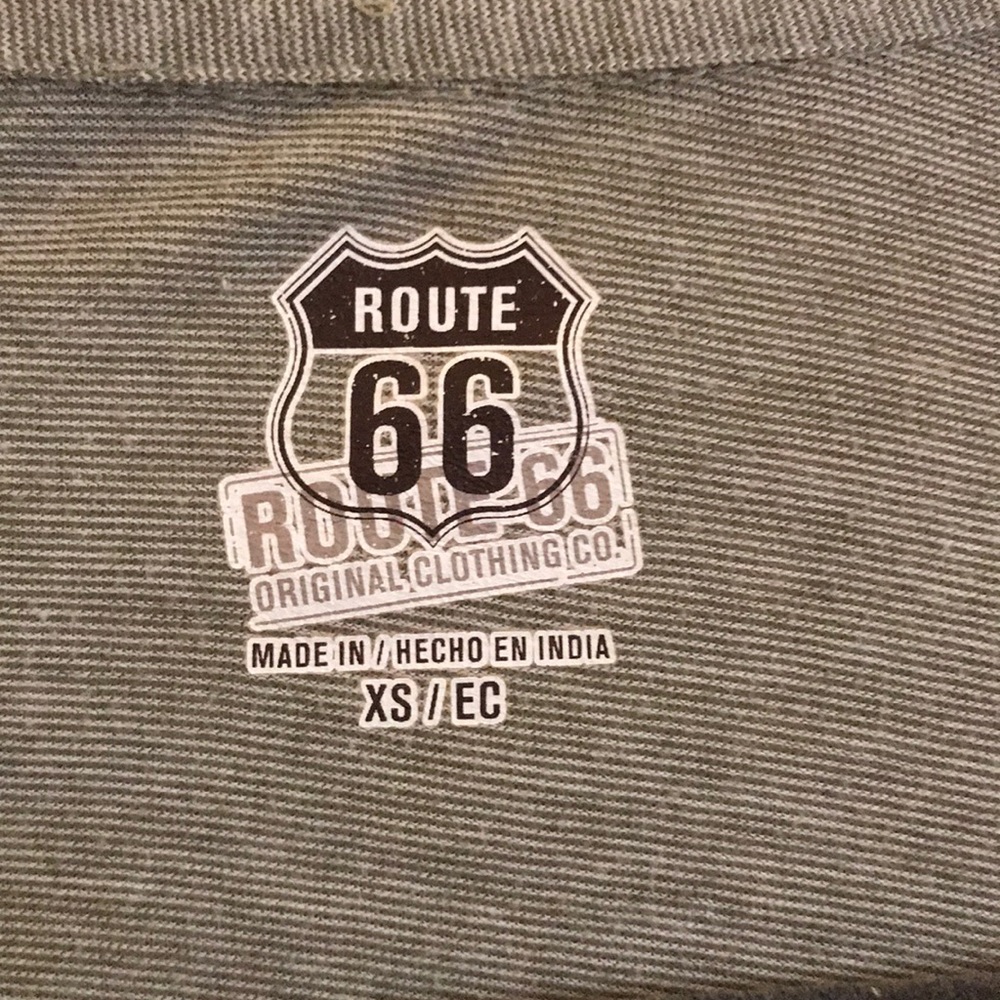 ROUTE
66
ROUTE 66
ORIGINAL CLOTHING CO.
MADE IN / HECHO EN INDIA
XS / EC